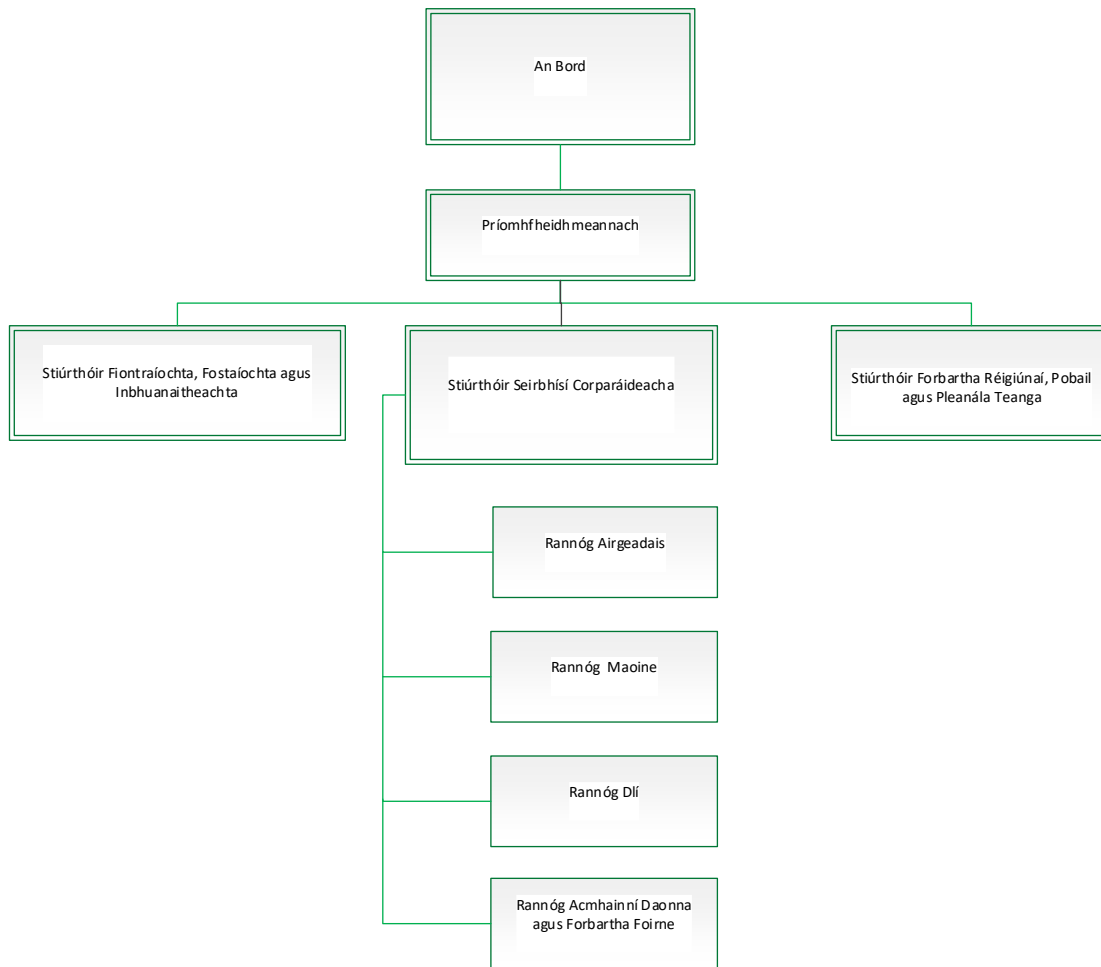 An Bord
Príomhfheidhmeannach
Stiúrthóir Fiontraíochta, Fostaíochta agus
Inbhuanaitheachta
Stiúrthóir Seirbhísí Corparáideacha
Stiúrthóir Forbartha Réigiúnaí, Pobail
agus Pleanála Teanga
Rannóg Airgeadais
Rannóg Maoine
Rannóg Dlí
Rannóg Acmhainní Daonna
agus Forbartha Foirne